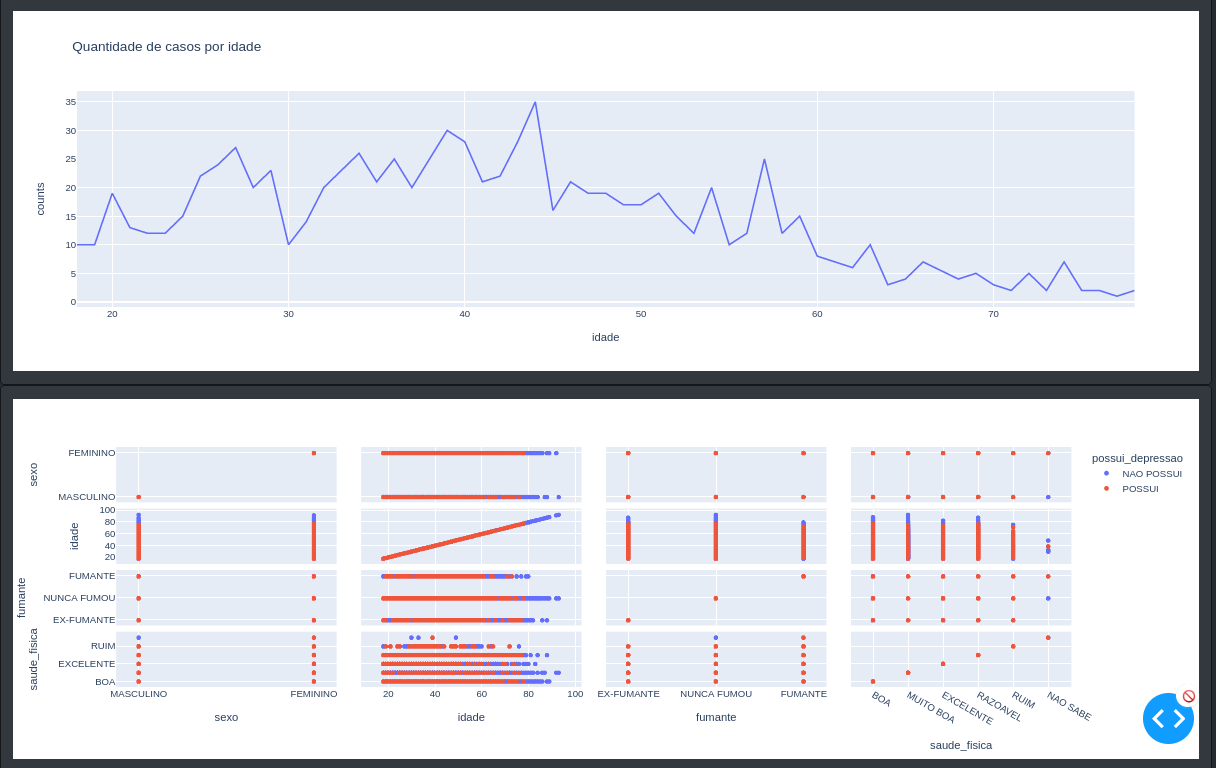 Quantidade de casos por idade
counts
35
30
25
20
15
10
5
0
20 30 40 50 60 70
idade
sexo
FEMININO
MASCULINO
idade
100
80
60
40
20
fumante
FUMANTE
NUNCA FUMOU
EX-FUMANTE
saude_fisica
RUIM
EXCELENTE
BOA
MASCULINO FEMININO
sexo
20 40 60 80 100
idade
EX-FUMANTE NUNCA FUMOU FUMANTE
fumante
BOA MUITO BOA EXCELENTE RAZOAVEL RUIM NAO SABE
saude_fisica
possui_depressao
NAO POSSUI
POSSUI